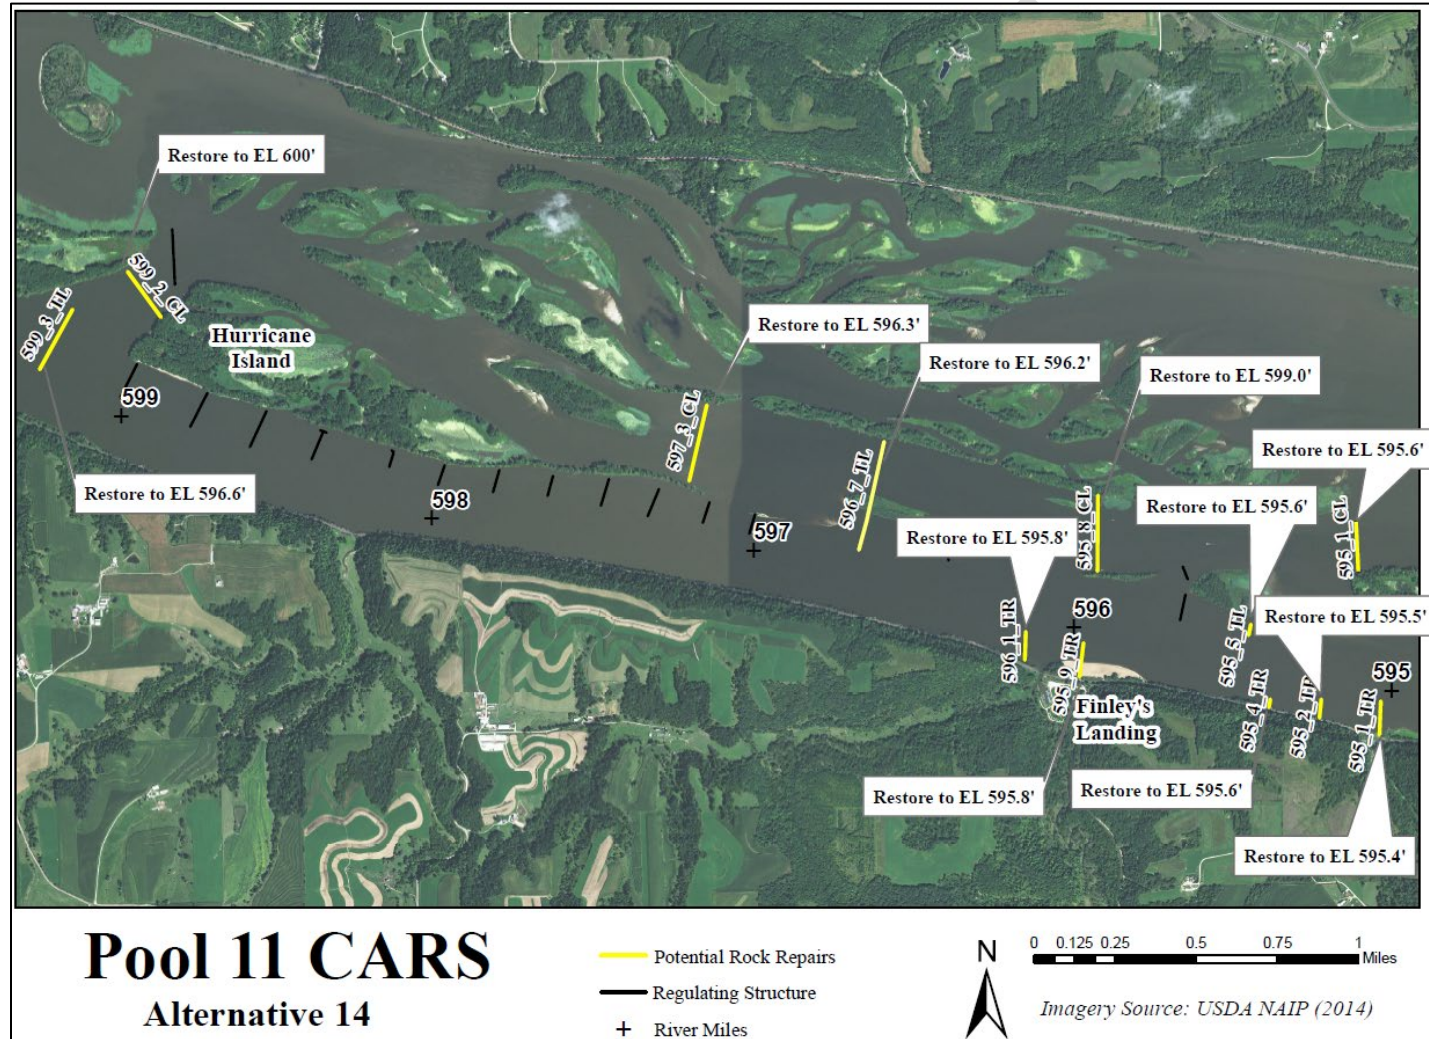 Restore to EL 600'
599_2_CL
599_3_TL
Hurricane
Island
Restore to EL 596.3'
Restore to EL 596.2'
Restore to EL 599.0'
599
597_3_CL
Restore to EL 595.6'
Restore to EL 596.6'
598
596_7_TL
Restore to EL 595.6'
597
Restore to EL 595.8'
595_8_CL
595_1_CL
596
Restore to EL 595.5'
596_1_TR
595_9_TR
595_5_TL
595
Finley's
Landing
595_4_TR
595_2_TR
595_1_TR
Restore to EL 595.8'
Restore to EL 595.6'
Restore to EL 595.4'
Pool 11 CARS
Alternative 14
Potential Rock Repairs
Regulating Structure
River Miles
N
0 0.125 0.25 0.5 0.75 1
Miles
Imagery Source: USDA NAIP (2014)